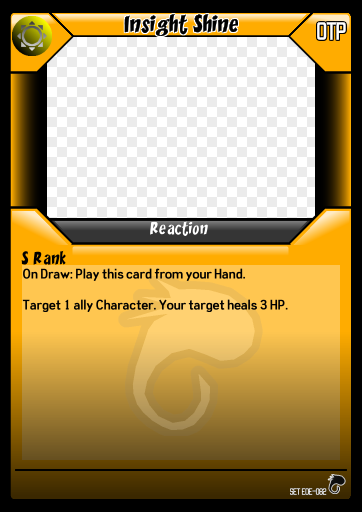 Insight Shine
OTP
Reaction
S Rank
On Draw: Play this card from your Hand.
Target 1 ally Character. Your target heals 3 HP.
SET EOE-082